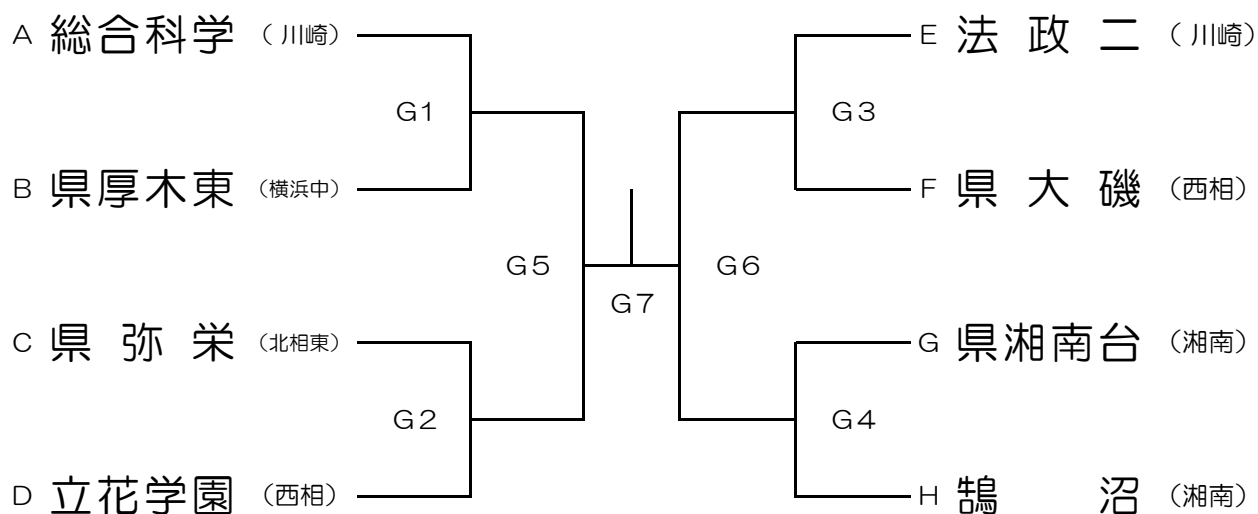 A 総合科学 (川崎)
E 法政二 (川崎)
G1
G3
B 県厚木東 (横浜中)
F 県大磯 (西相)
G5
G6
G7
C 県弥栄 (北相東)
G 県湘南台 (湘南)
G2
G4
D 立花学園 (西相)
H 鵠沼 (湘南)